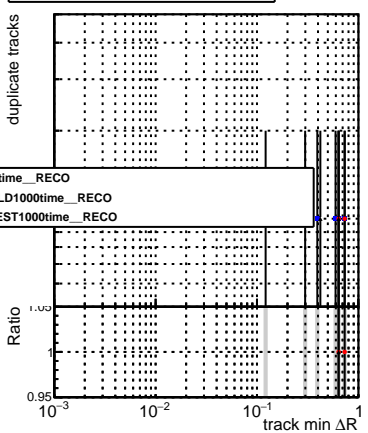 duplicate tracks
time__RECO
LD1000time__RECO
EST1000time__RECO
Ratio
1.05
1
0.95
10−3
10−2
10−1
1
track min ΔR